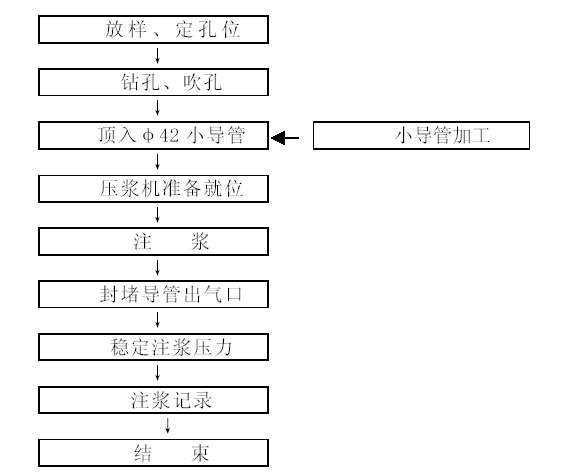 放样、定孔位
钻孔、吹孔
顶入φ42小导管
小导管加工
压浆机准备就位
注 浆
封堵导管出气口
稳定注浆压力
注浆记录
结 束